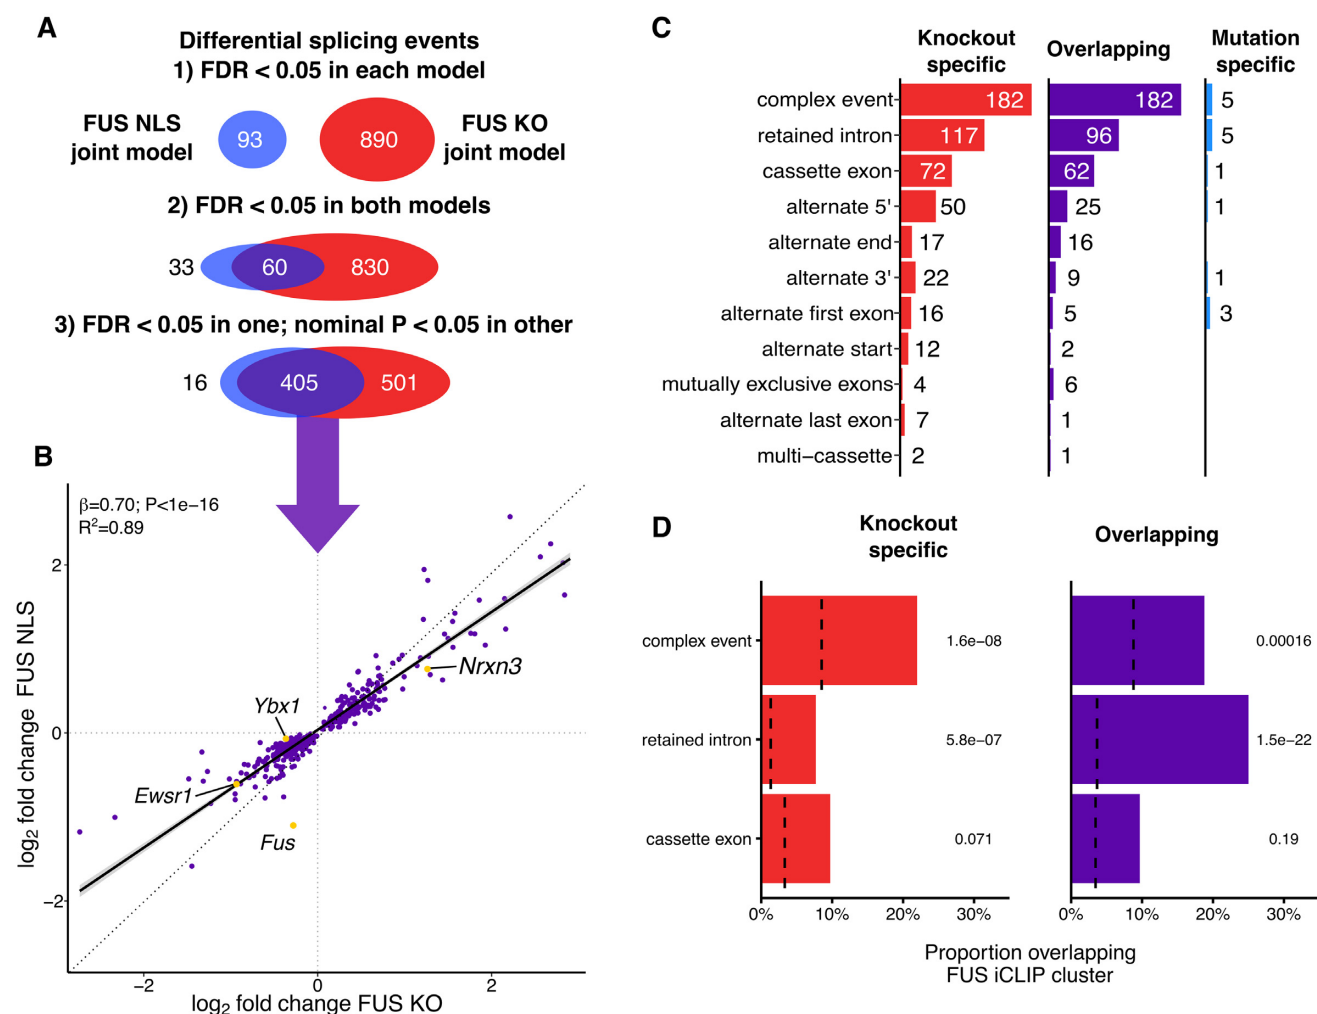 A
Differential splicing events
1) FDR < 0.05 in each model
FUS NLS
joint model
93
890
FUS KO
joint model
2) FDR < 0.05 in both models
33
60
830
3) FDR < 0.05 in one; nominal P < 0.05 in other
16
405
501
B
β=0.70; P<1e−16
R²=0.89
log₂ fold change FUS NLS
2
0
−2
Nrxn3
Ybx1
Ewsr1
Fus
−2
0
2
log₂ fold change FUS KO
C
Knockout
specific
Overlapping
Mutation
specific
complex event
182
182
5
retained intron
117
96
5
cassette exon
72
62
1
alternate 5'
50
25
1
alternate end
17
16
alternate 3'
22
9
1
alternate first exon
16
5
3
alternate start
12
2
mutually exclusive exons
4
6
alternate last exon
7
1
multi−cassette
2
1
D
Knockout
specific
Overlapping
complex event
1.6e−08
0.00016
retained intron
5.8e−07
1.5e−22
cassette exon
0.071
0.19
0%
10%
20%
30%
0%
10%
20%
30%
Proportion overlapping
FUS iCLIP cluster